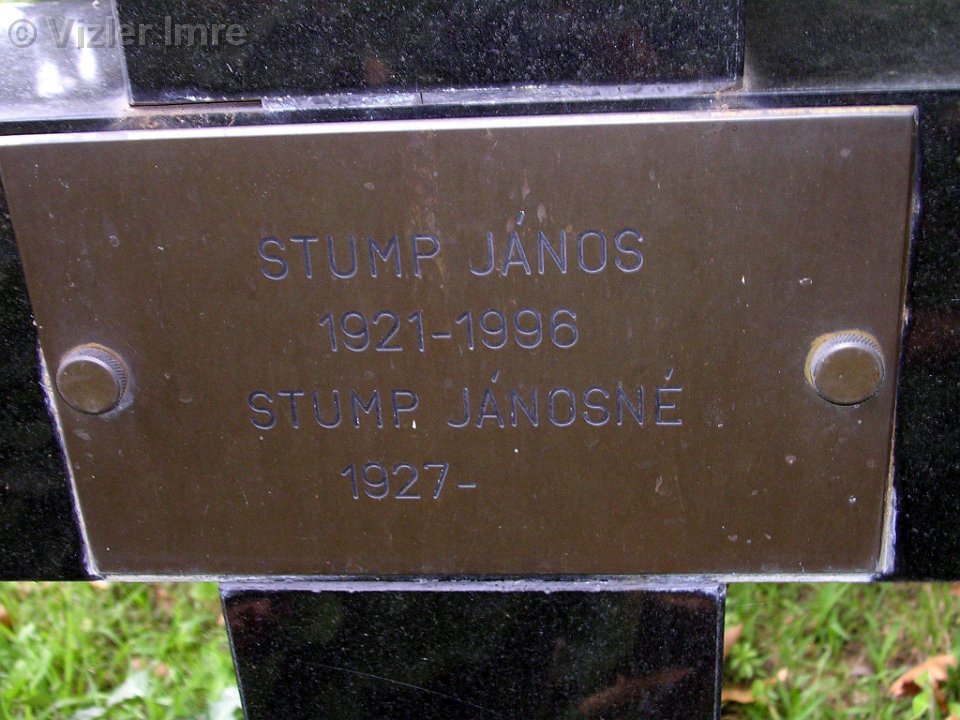 © Vizler Imre
STUMP JÁNOS
1921-1996
STUMP JÁNOSNÉ
1927-